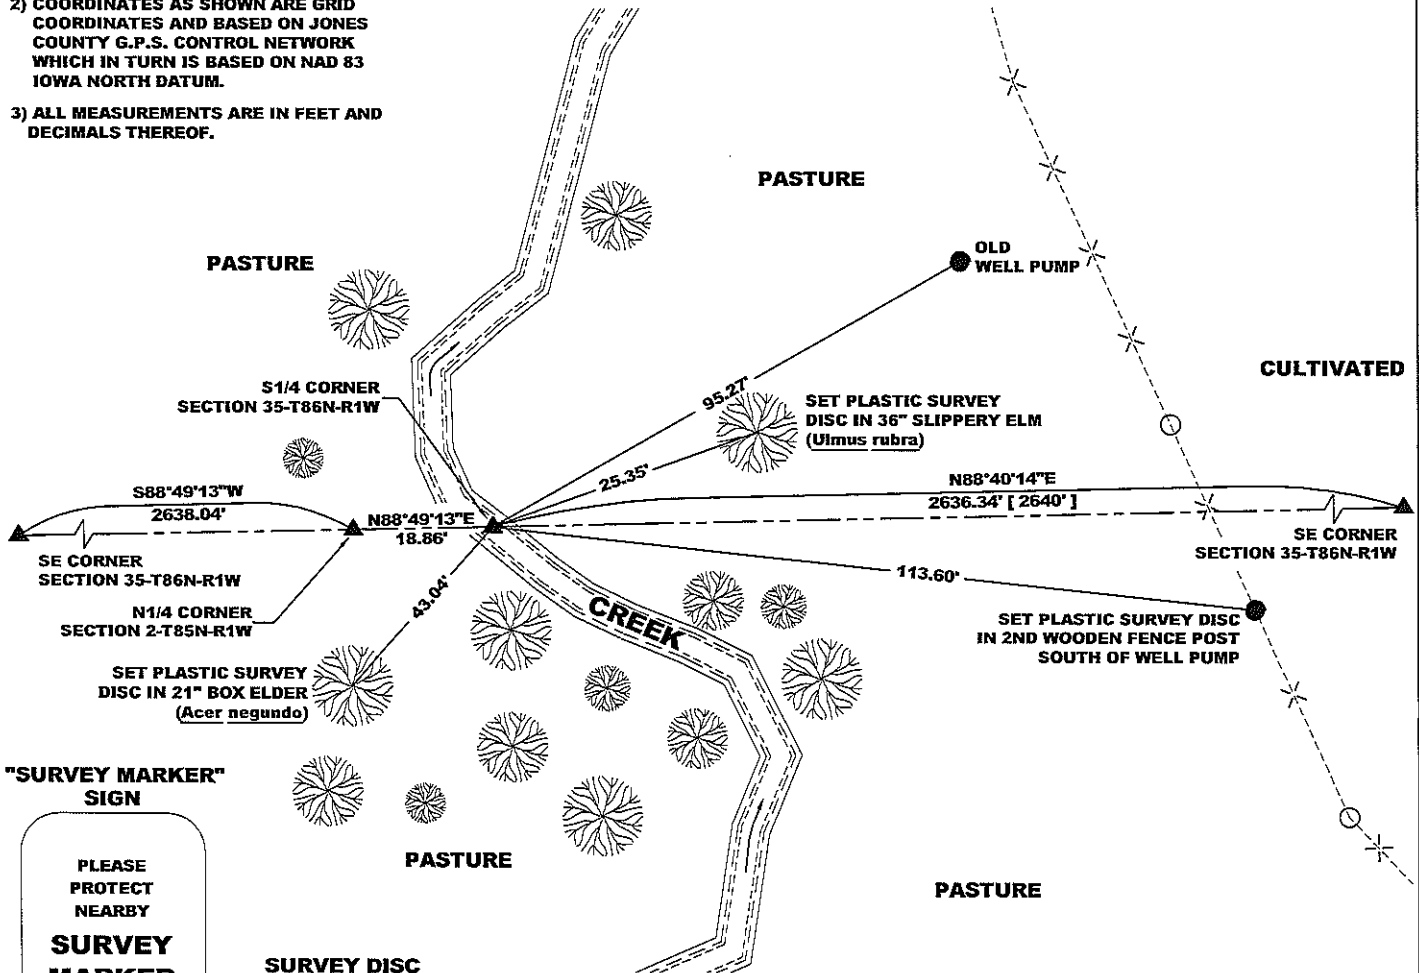 2) COORDINATES AS SHOWN ARE GRID
COORDINATES AND BASED ON JONES
COUNTY G.P.S. CONTROL NETWORK
WHICH IN TURN IS BASED ON NAD 83
IOWA NORTH DATUM.
3) ALL MEASUREMENTS ARE IN FEET AND
DECIMALS THEREOF.
PASTURE
PASTURE
OLD
WELL PUMP
CULTIVATED
S1/4 CORNER
SECTION 35-T86N-R1W
95.27'
SET PLASTIC SURVEY
DISC IN 36" SLIPPERY ELM
(Ulmus rubra)
25.35'
S88°49'13"W
2638.04'
N88°49'13"E
18.86'
N88°40'14"E
2636.34' [ 2640' ]
SE CORNER
SECTION 35-T86N-R1W
SE CORNER
SECTION 35-T86N-R1W
113.60'
43.04'
N1/4 CORNER
SECTION 2-T85N-R1W
CREEK
SET PLASTIC SURVEY DISC
IN 2ND WOODEN FENCE POST
SOUTH OF WELL PUMP
SET PLASTIC SURVEY
DISC IN 21" BOX ELDER
(Acer negundo)
"SURVEY MARKER"
SIGN
PLEASE
PROTECT
NEARBY
SURVEY
MARKER
PASTURE
PASTURE
SURVEY DISC